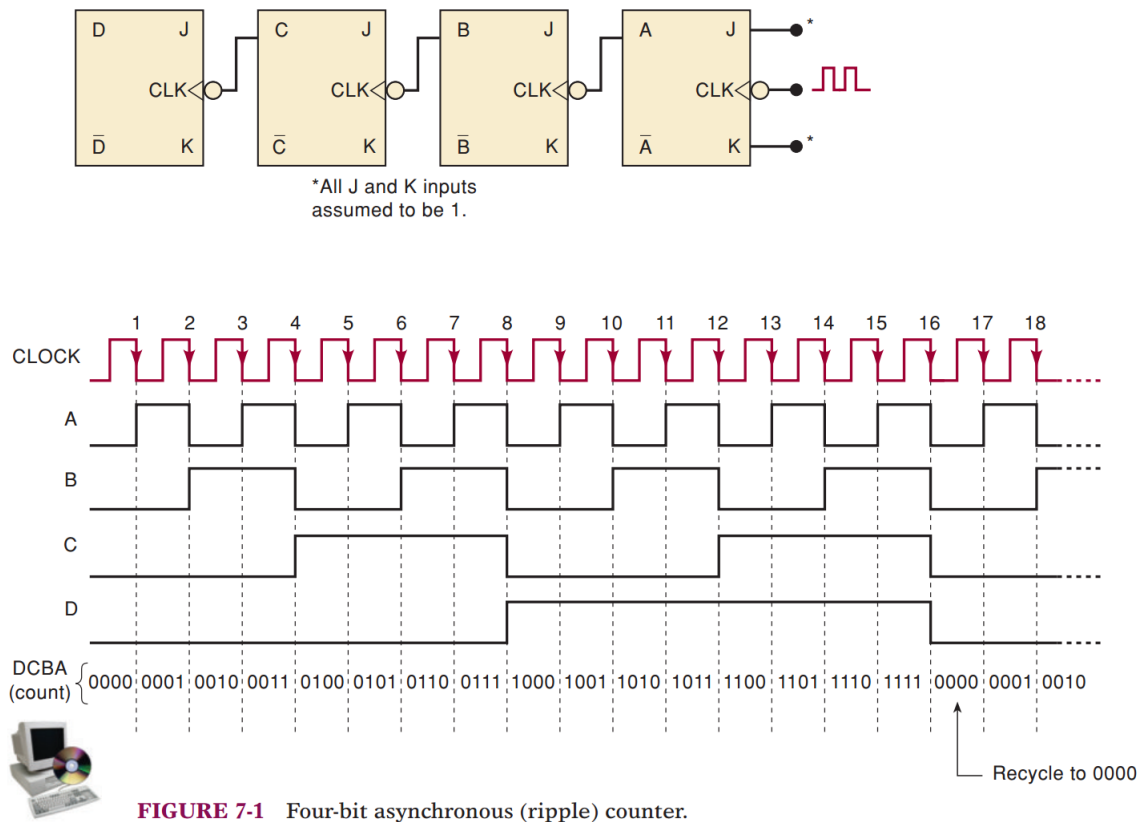 D J C J B J A J *
CLK CLK CLK CLK
D̅ K C̅ K B̅ K A̅ K *
*All J and K inputs
assumed to be 1.
1 2 3 4 5 6 7 8 9 10 11 12 13 14 15 16 17 18
CLOCK
A
B
C
D
DCBA
(count) 0000 0001 0010 0011 0100 0101 0110 0111 1000 1001 1010 1011 1100 1101 1110 1111 0000 0001 0010
Recycle to 0000
FIGURE 7-1 Four-bit asynchronous (ripple) counter.